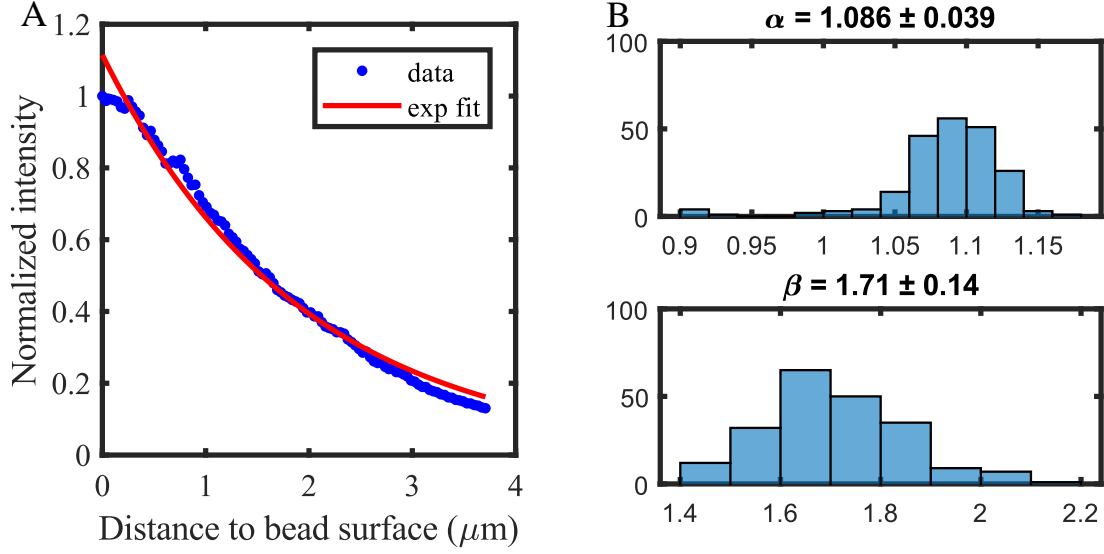 A
1.2
1
0.8
0.6
0.4
0.2
0
0 1 2 3 4
Normalized intensity
Distance to bead surface (μm)
data
exp fit
B
α = 1.086 ± 0.039
100
50
0
0.9 0.95 1 1.05 1.1 1.15
β = 1.71 ± 0.14
100
50
0
1.4 1.6 1.8 2 2.2